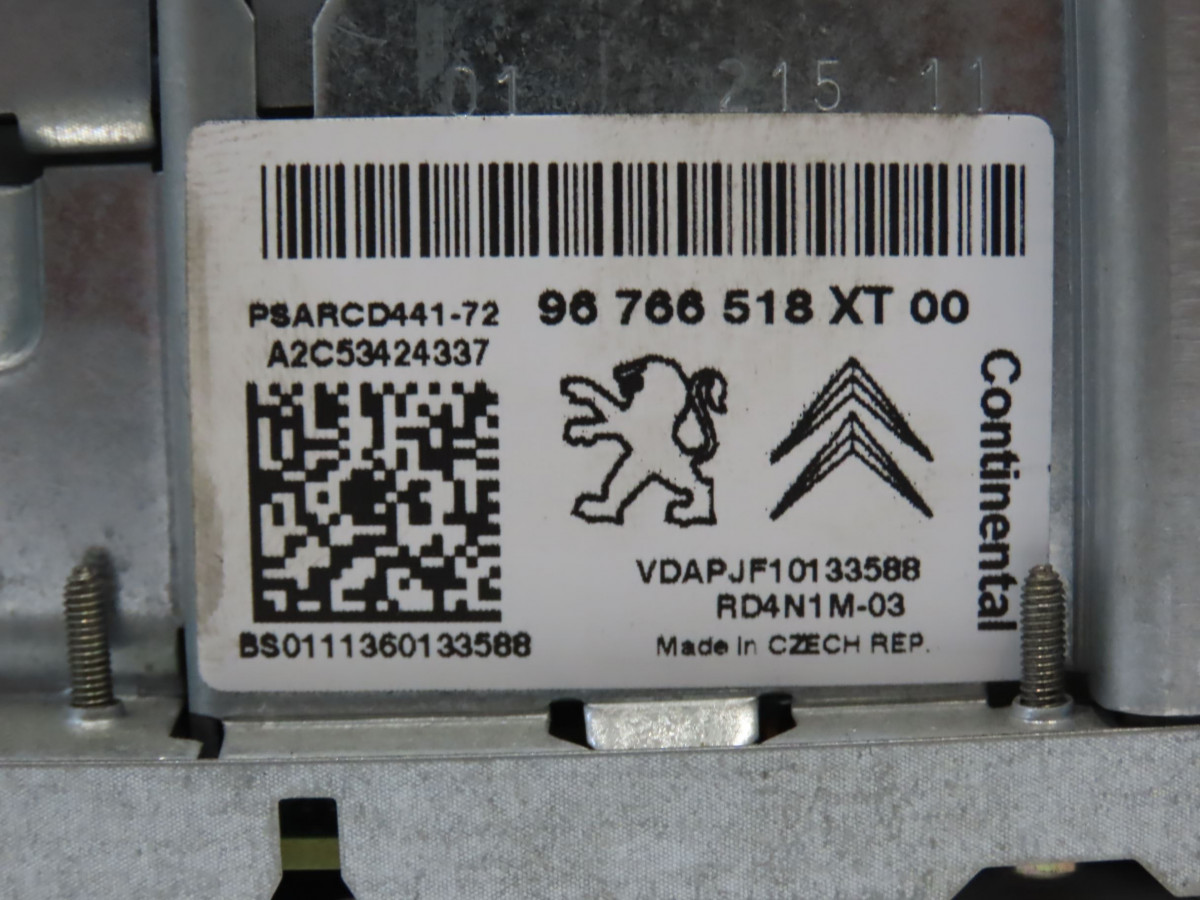 01 215 11
PSARCD441-72
A2C53424337
96 766 518 XT 00
Continental
VDAPJF10133588
RD4N1M-03
BS0111360133588
Made in CZECH REP.